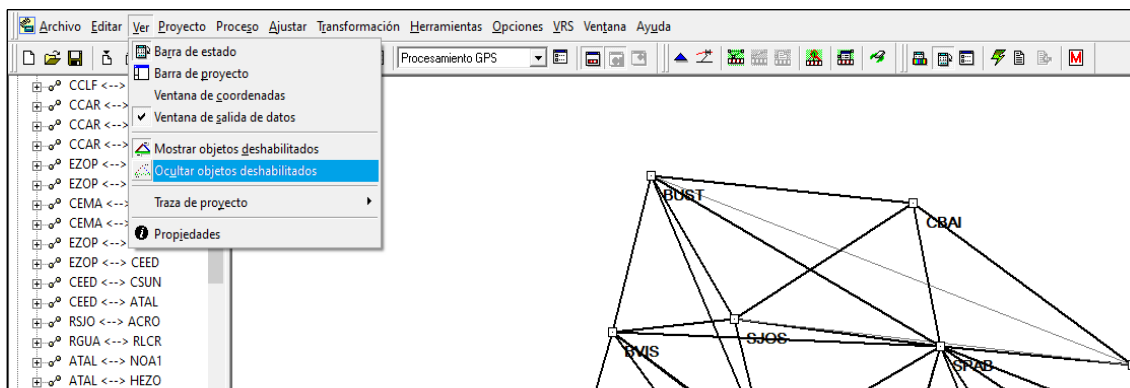 Archivo Editar Ver Proyecto Proceso Ajustar Transformación Herramientas Opciones VRS Ventana Ayuda
Procesamiento GPS
M
Barra de estado
Barra de proyecto
Ventana de coordenadas
Ventana de salida de datos
Mostrar objetos deshabilitados
Ocultar objetos deshabilitados
Traza de proyecto
Propiedades
CCLF <-->
CCAR <-->
CCAR <-->
CCAR <-->
EZOP <-->
EZOP <-->
CEMA <-->
CEMA <-->
EZOP <-->
EZOP <--> CEED
CEED <--> CSUN
CEED <--> ATAL
RSJO <--> ACRO
RGUA <--> RLCR
ATAL <--> NOA1
ATAL <--> HEZO
BUST
CBAI
SJOS
BVIS
SPAB